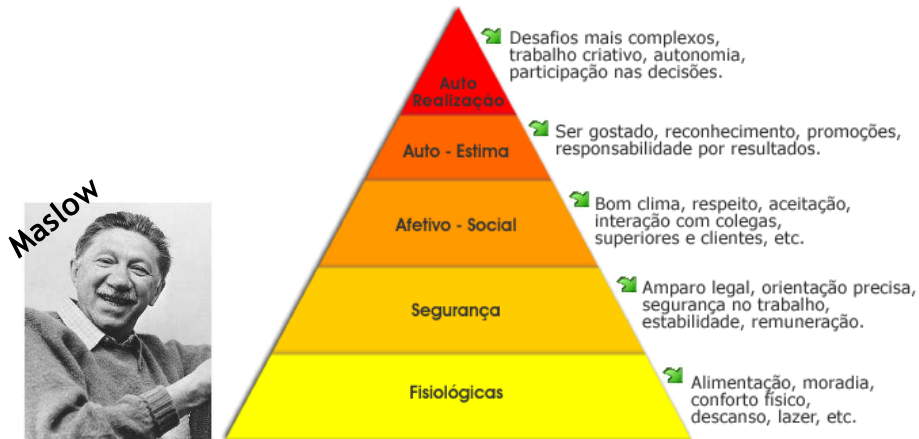 Maslow
Auto
Realização
Desafios mais complexos,
trabalho criativo, autonomia,
participação nas decisões.
Auto - Estima
Ser gostado, reconhecimento, promoções,
responsabilidade por resultados.
Afetivo - Social
Bom clima, respeito, aceitação,
interação com colegas,
superiores e clientes, etc.
Segurança
Amparo legal, orientação precisa,
segurança no trabalho,
estabilidade, remuneração.
Fisiológicas
Alimentação, moradia,
conforto físico,
descanso, lazer, etc.